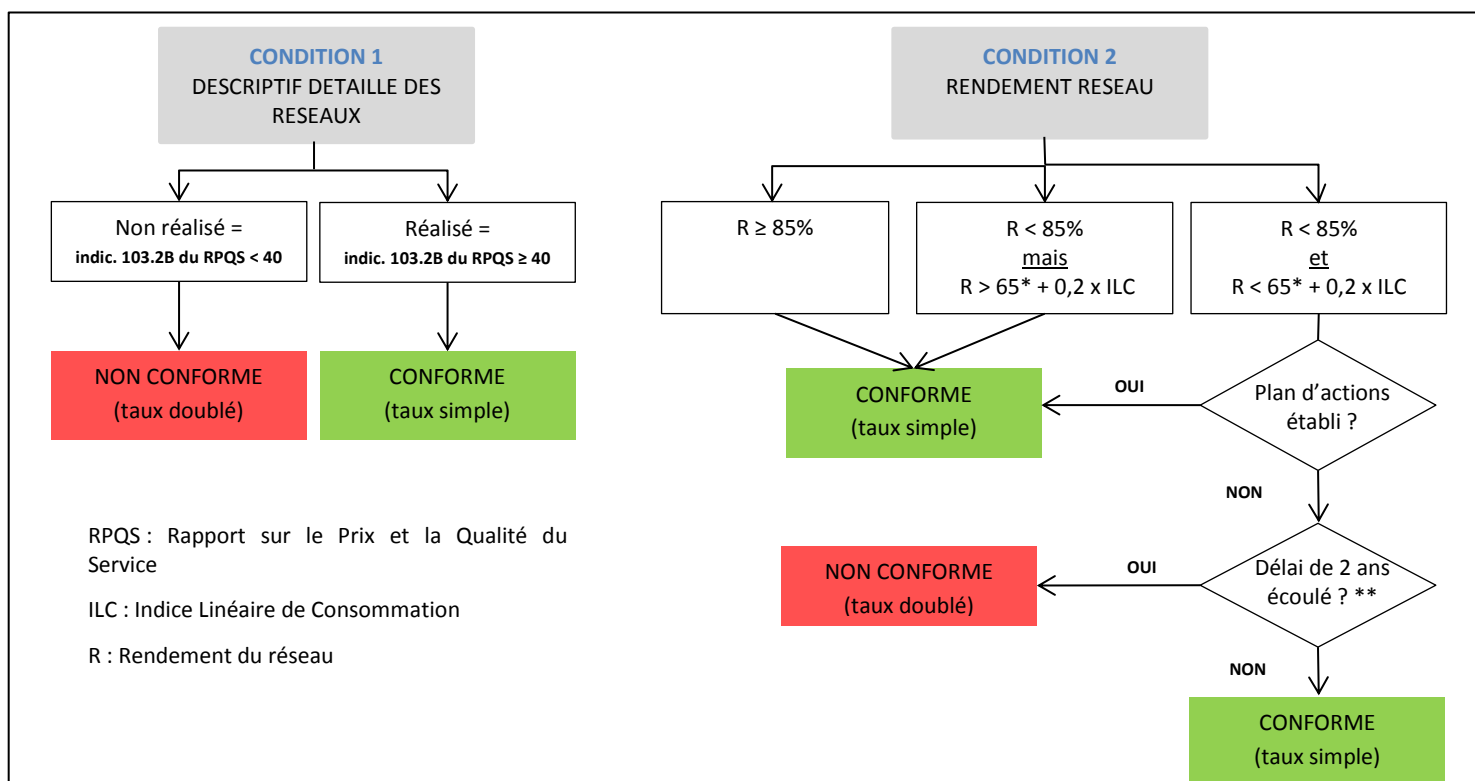 CONDITION 1
DESCRIPTIF DETAILLE DES
RESEAUX
Non réalisé =
indic. 103.2B du RPQS < 40
Réalisé =
indic. 103.2B du RPQS ≥ 40
NON CONFORME
(taux doublé)
CONFORME
(taux simple)
RPQS : Rapport sur le Prix et la Qualité du
Service
ILC : Indice Linéaire de Consommation
R : Rendement du réseau
CONDITION 2
RENDEMENT RESEAU
R ≥ 85%
R < 85%
mais
R > 65* + 0,2 x ILC
R < 85%
et
R < 65* + 0,2 x ILC
CONFORME
(taux simple)
OUI
Plan d’actions
établi ?
NON
NON CONFORME
(taux doublé)
OUI
Délai de 2 ans
écoulé ? **
NON
CONFORME
(taux simple)